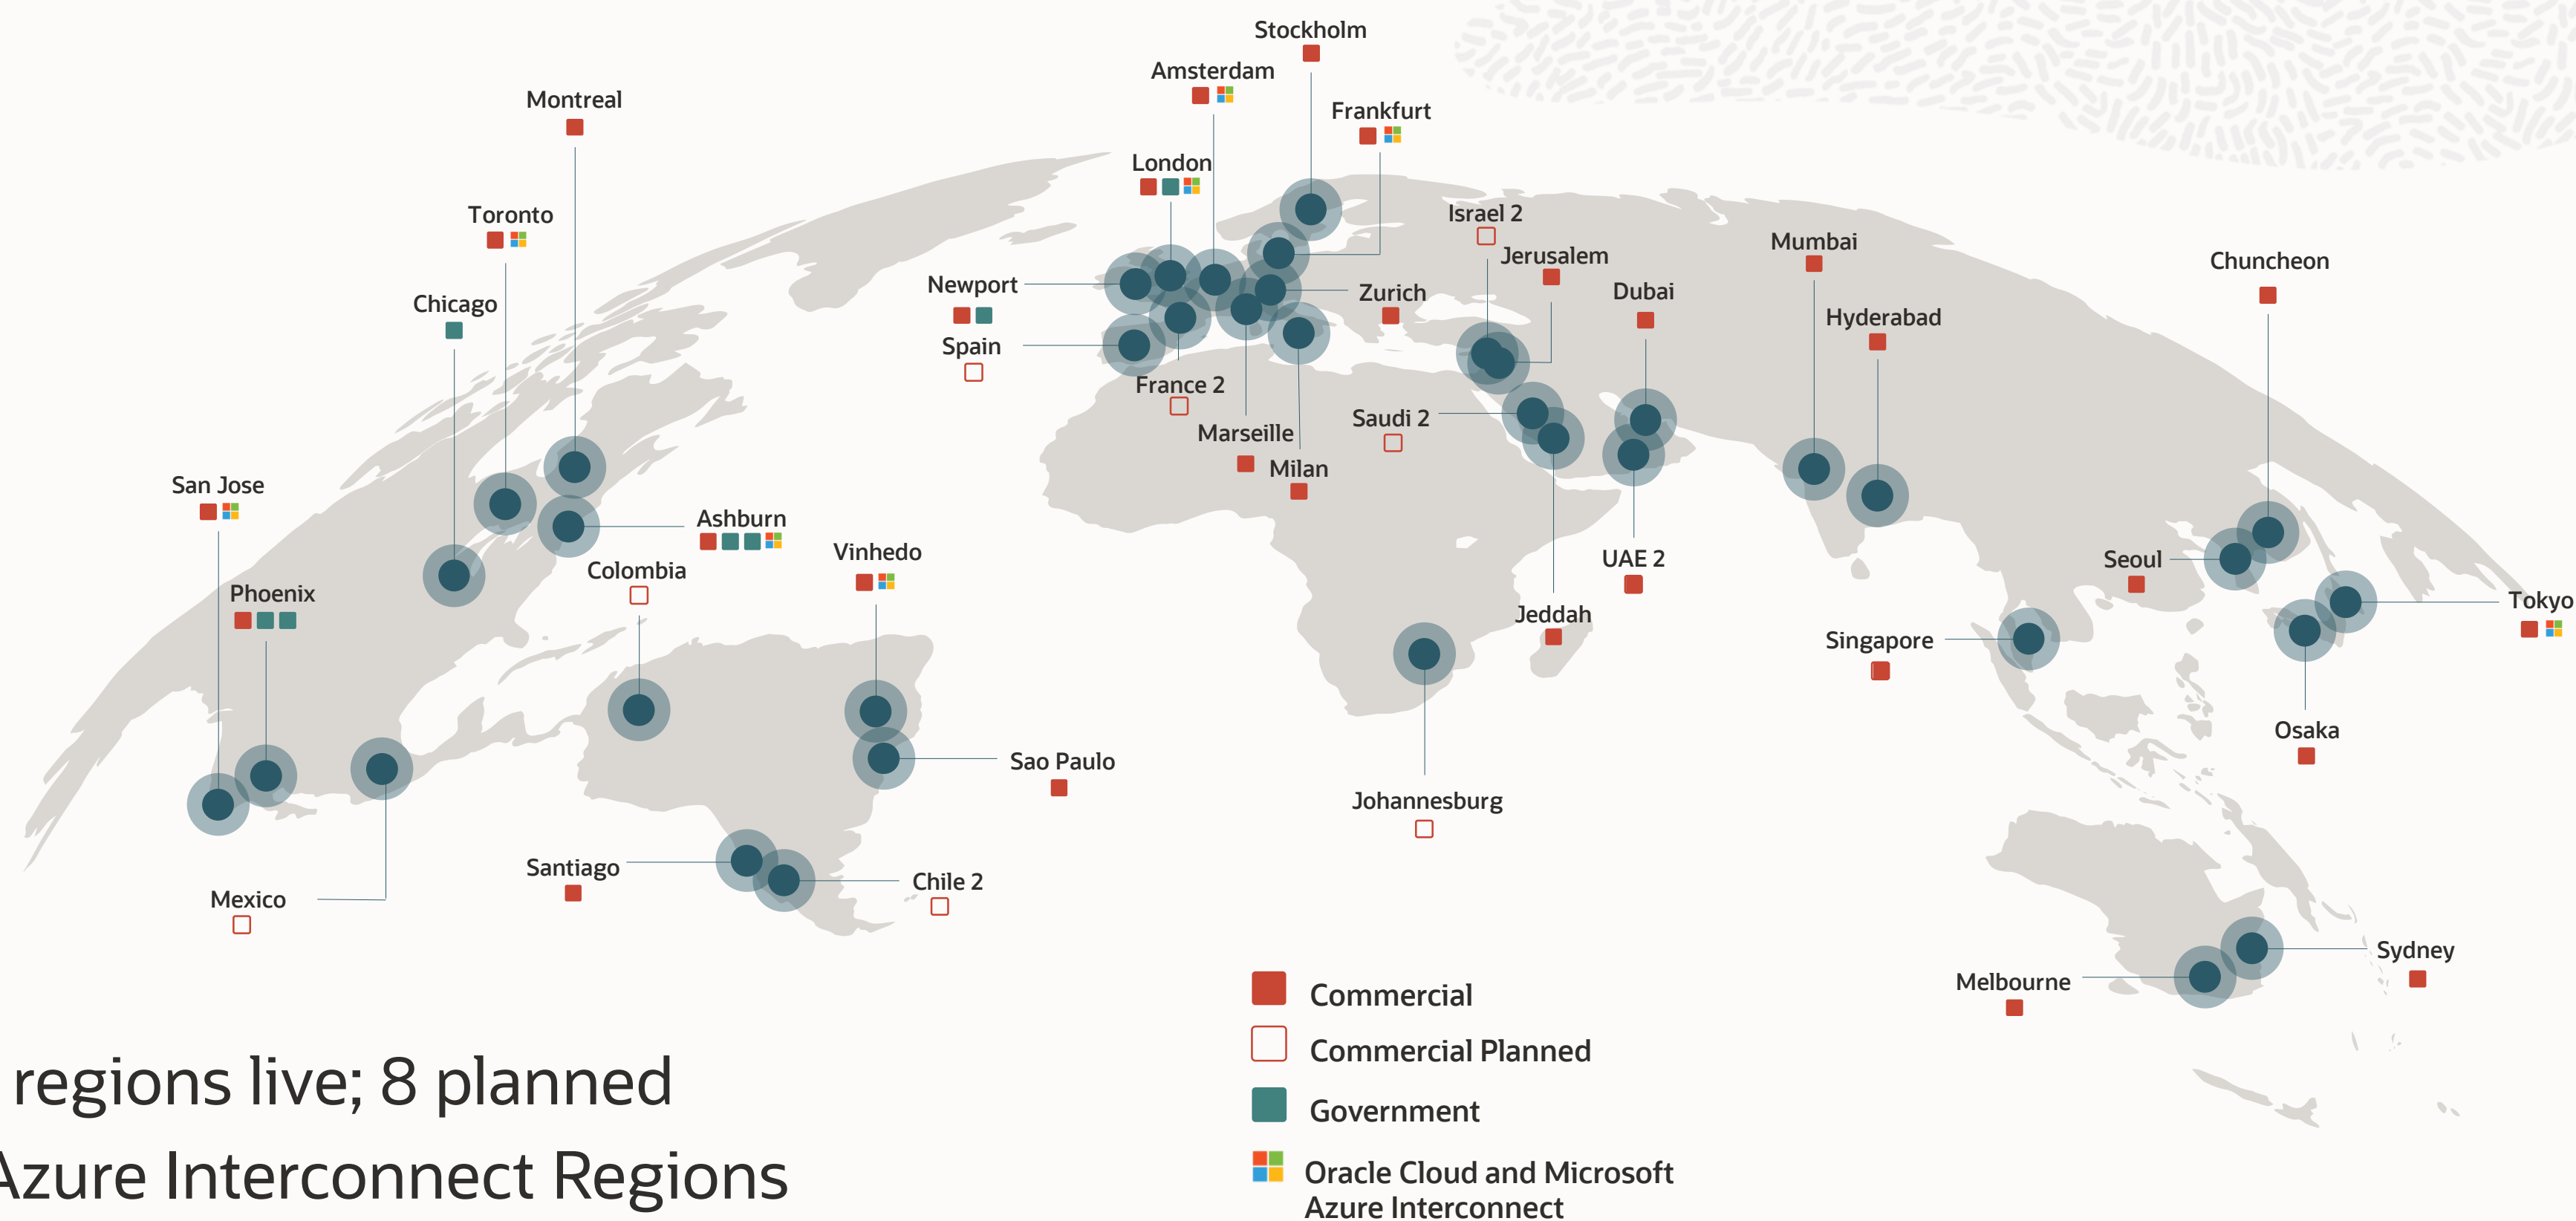 Stockholm
Amsterdam
Montreal
Frankfurt
London
Toronto
Israel 2
Mumbai
Jerusalem
Chuncheon
Newport
Zurich
Dubai
Chicago
Hyderabad
Spain
France 2
Saudi 2
Marseille
Milan
San Jose
Ashburn
Vinhedo
Colombia
UAE 2
Seoul
Phoenix
Jeddah
Tokyo
Singapore
Osaka
Sao Paulo
Johannesburg
Santiago
Chile 2
Mexico
Sydney
Melbourne
Commercial
Commercial Planned
Government
Oracle Cloud and Microsoft
Azure Interconnect
regions live; 8 planned
Azure Interconnect Regions